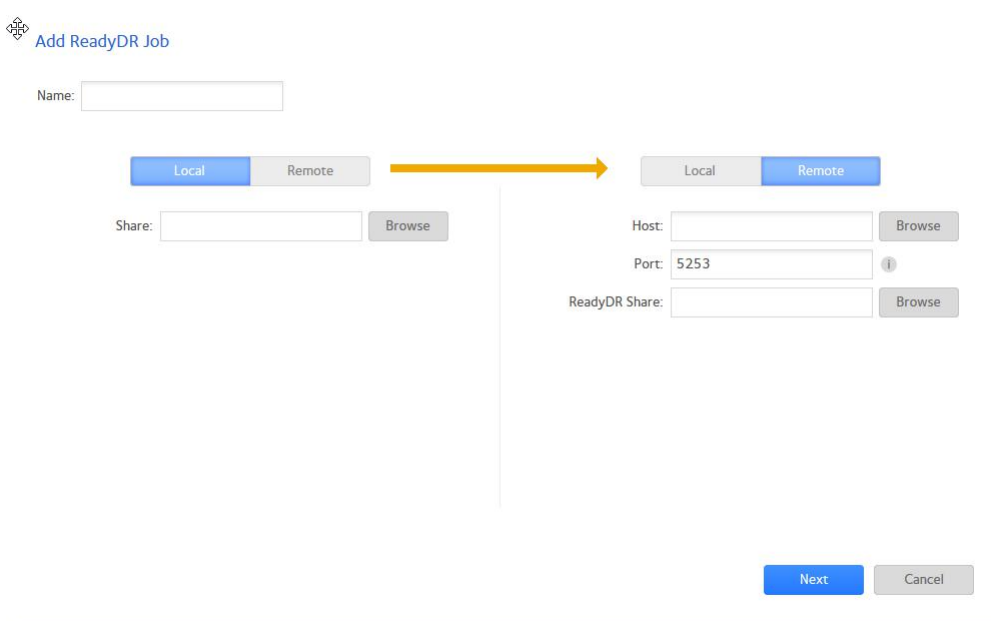 Add ReadyDR Job
Name:
Local Remote Local Remote
Share: Browse Host: Browse
Port: 5253 i
ReadyDR Share: Browse
Next Cancel